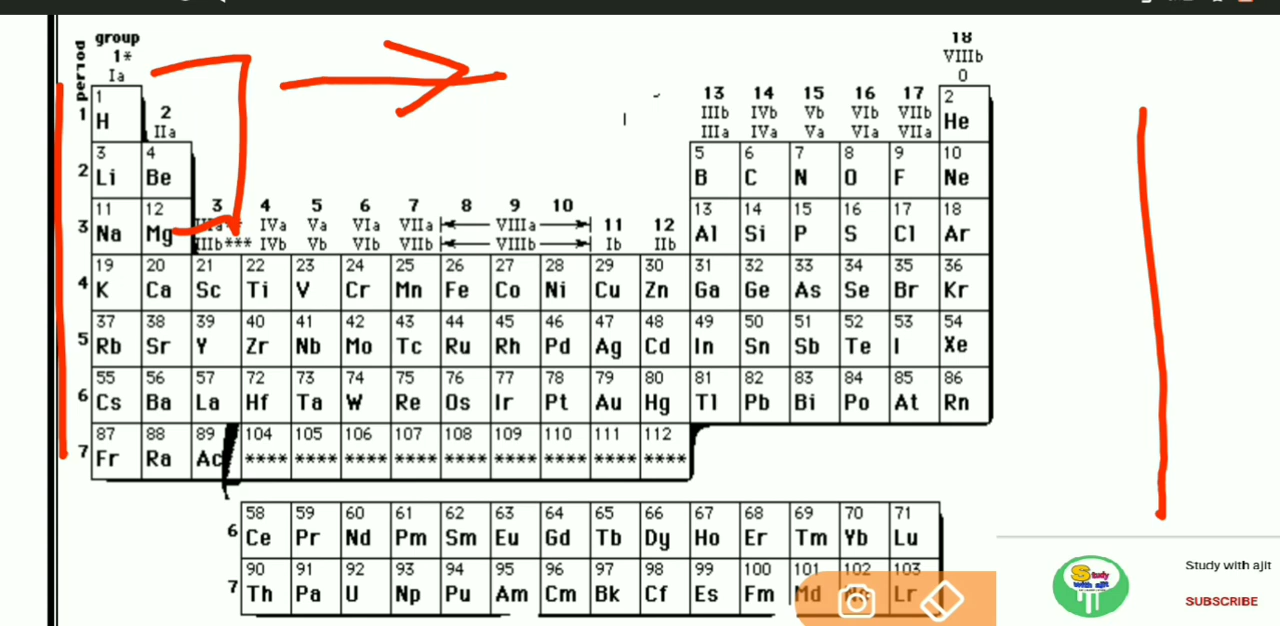 group
period
1*
Ia
18
VIIIb
0
1
1
H
2
IIa
13
14
15
16
17
IIIb
IVb
Vb
VIb
VIIb
IIIa
IVa
Va
VIa
VIIa
2
He
2
3
Li
4
Be
5
B
6
C
7
N
8
O
9
F
10
Ne
3
11
Na
12
Mg
3
4
5
6
7
8
9
10
11
12
IVa
Va
VIa
VIIa
VIIIa
IIIb***
IVb
Vb
VIb
VIIb
VIIIb
Ib
IIb
13
Al
14
Si
15
P
16
S
17
Cl
18
Ar
4
19
K
20
Ca
21
Sc
22
Ti
23
V
24
Cr
25
Mn
26
Fe
27
Co
28
Ni
29
Cu
30
Zn
31
Ga
32
Ge
33
As
34
Se
35
Br
36
Kr
5
37
Rb
38
Sr
39
Y
40
Zr
41
Nb
42
Mo
43
Tc
44
Ru
45
Rh
46
Pd
47
Ag
48
Cd
49
In
50
Sn
51
Sb
52
Te
53
I
54
Xe
6
55
Cs
56
Ba
57
La
72
Hf
73
Ta
74
W
75
Re
76
Os
77
Ir
78
Pt
79
Au
80
Hg
81
Tl
82
Pb
83
Bi
84
Po
85
At
86
Rn
7
87
Fr
88
Ra
89
Ac
104
****
105
****
106
****
107
****
108
****
109
****
110
****
111
****
112
****
6
58
Ce
59
Pr
60
Nd
61
Pm
62
Sm
63
Eu
64
Gd
65
Tb
66
Dy
67
Ho
68
Er
69
Tm
70
Yb
71
Lu
7
90
Th
91
Pa
92
U
93
Np
94
Pu
95
Am
96
Cm
97
Bk
98
Cf
99
Es
100
Fm
101
Md
102
103
Lr
Study
with ajit
Study with ajit
SUBSCRIBE